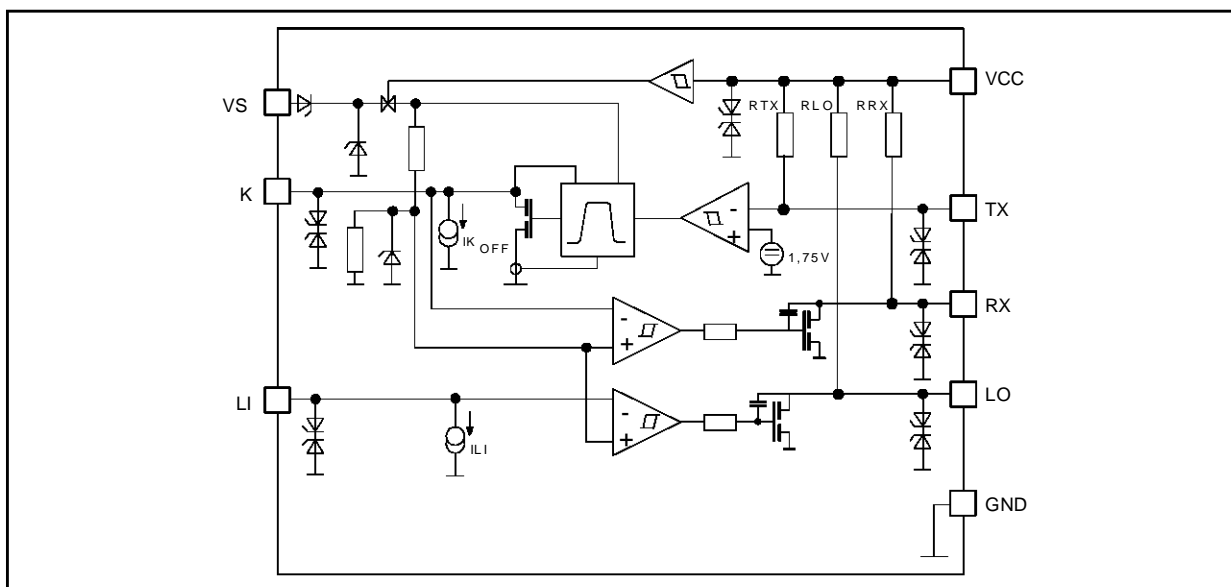 VCC
VS
RTX RLO RRX
K
TX
IK OFF
1,75V
RX
LI
LO
ILI
GND